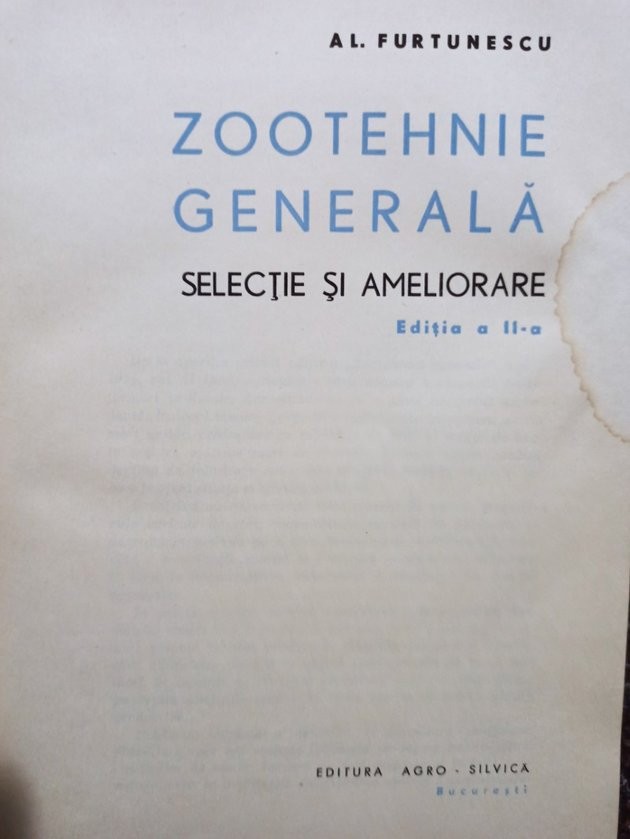 AL. FURTUNESCU
ZOOTEHNIE
GENERALĂ
SELECŢIE ŞI AMELIORARE
Ediţia a II-a
EDITURA AGRO - SILVICĂ
Bucureşti